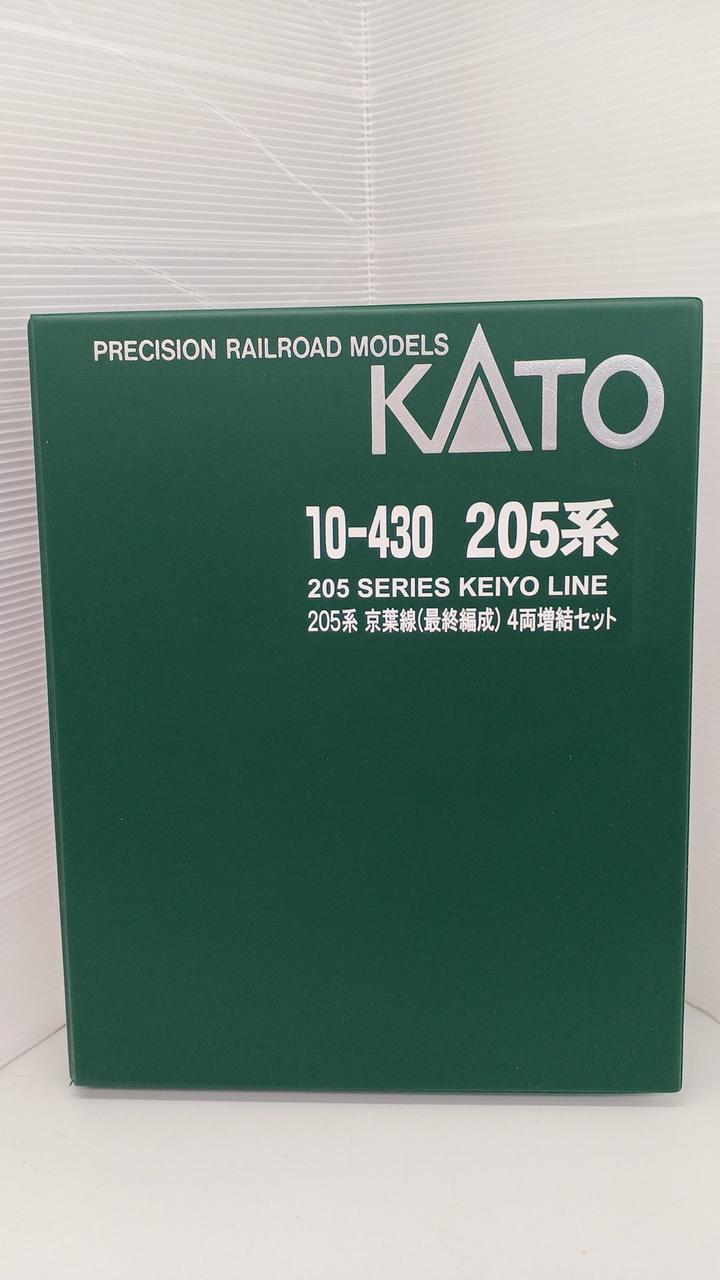 PRECISION RAILROAD MODELS
KATO
10-430 205系
205 SERIES KEIYO LINE
205系 京葉線(最終編成) 4両増結セット